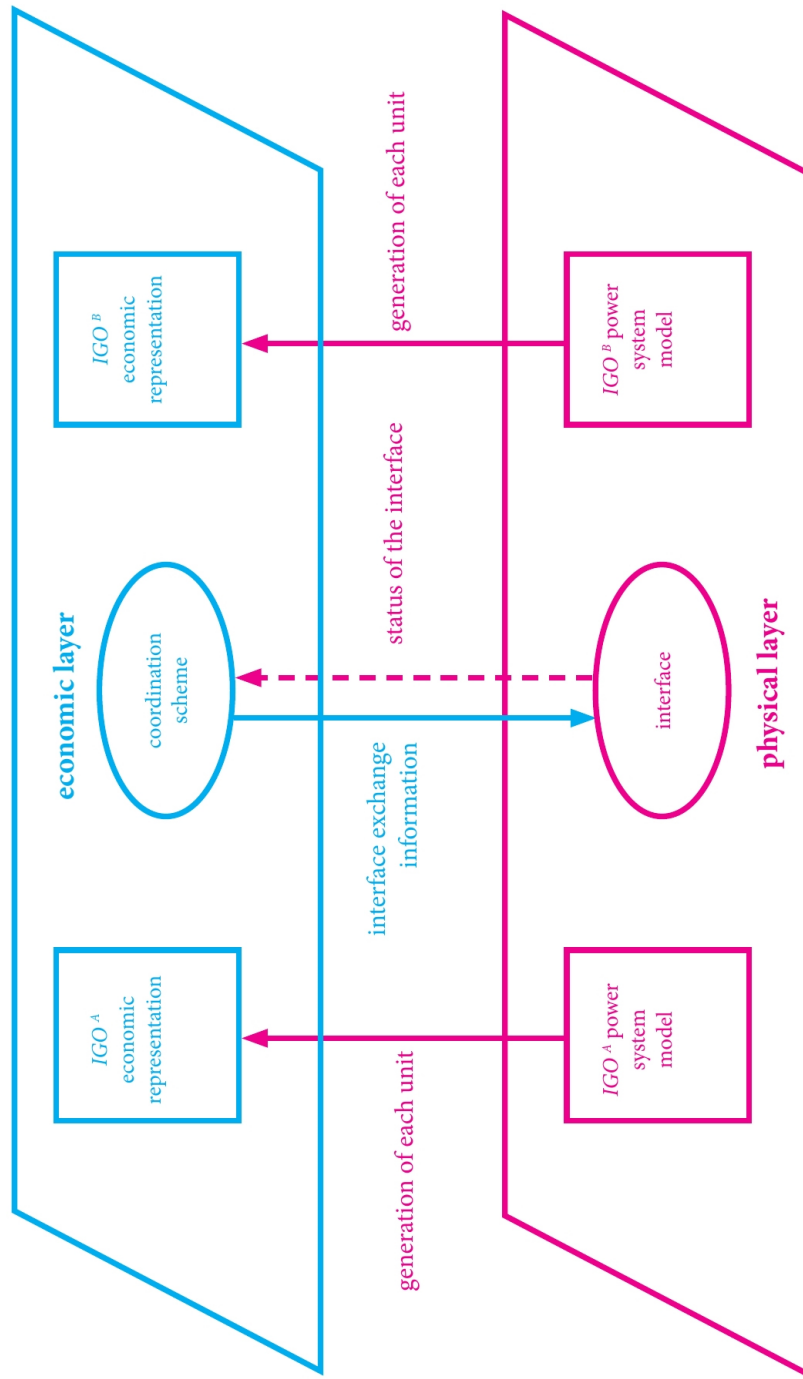 economic layer
IGO A
economic
representation
coordination
scheme
IGO B
economic
representation
generation of each unit
interface exchange
information
status of the interface
generation of each unit
IGO A power
system
model
interface
IGO B power
system
model
physical layer